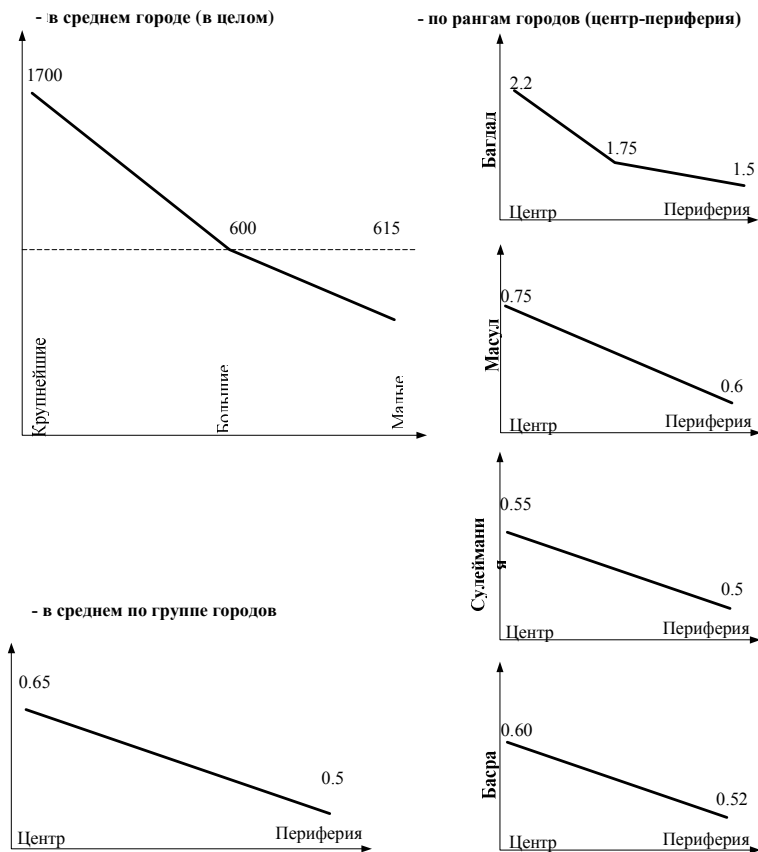 - в среднем городе (в целом)
1700
600
615
Крупнейшие
Большие
Малые
- по рангам городов (центр-периферия)
Багдад
2.2
1.75
1.5
Центр
Периферия
Масул
0.75
0.6
Центр
Периферия
Сулеймани
я
0.55
0.5
Центр
Периферия
Басра
0.60
0.52
Центр
Периферия
- в среднем по группе городов
0.65
0.5
Центр
Периферия